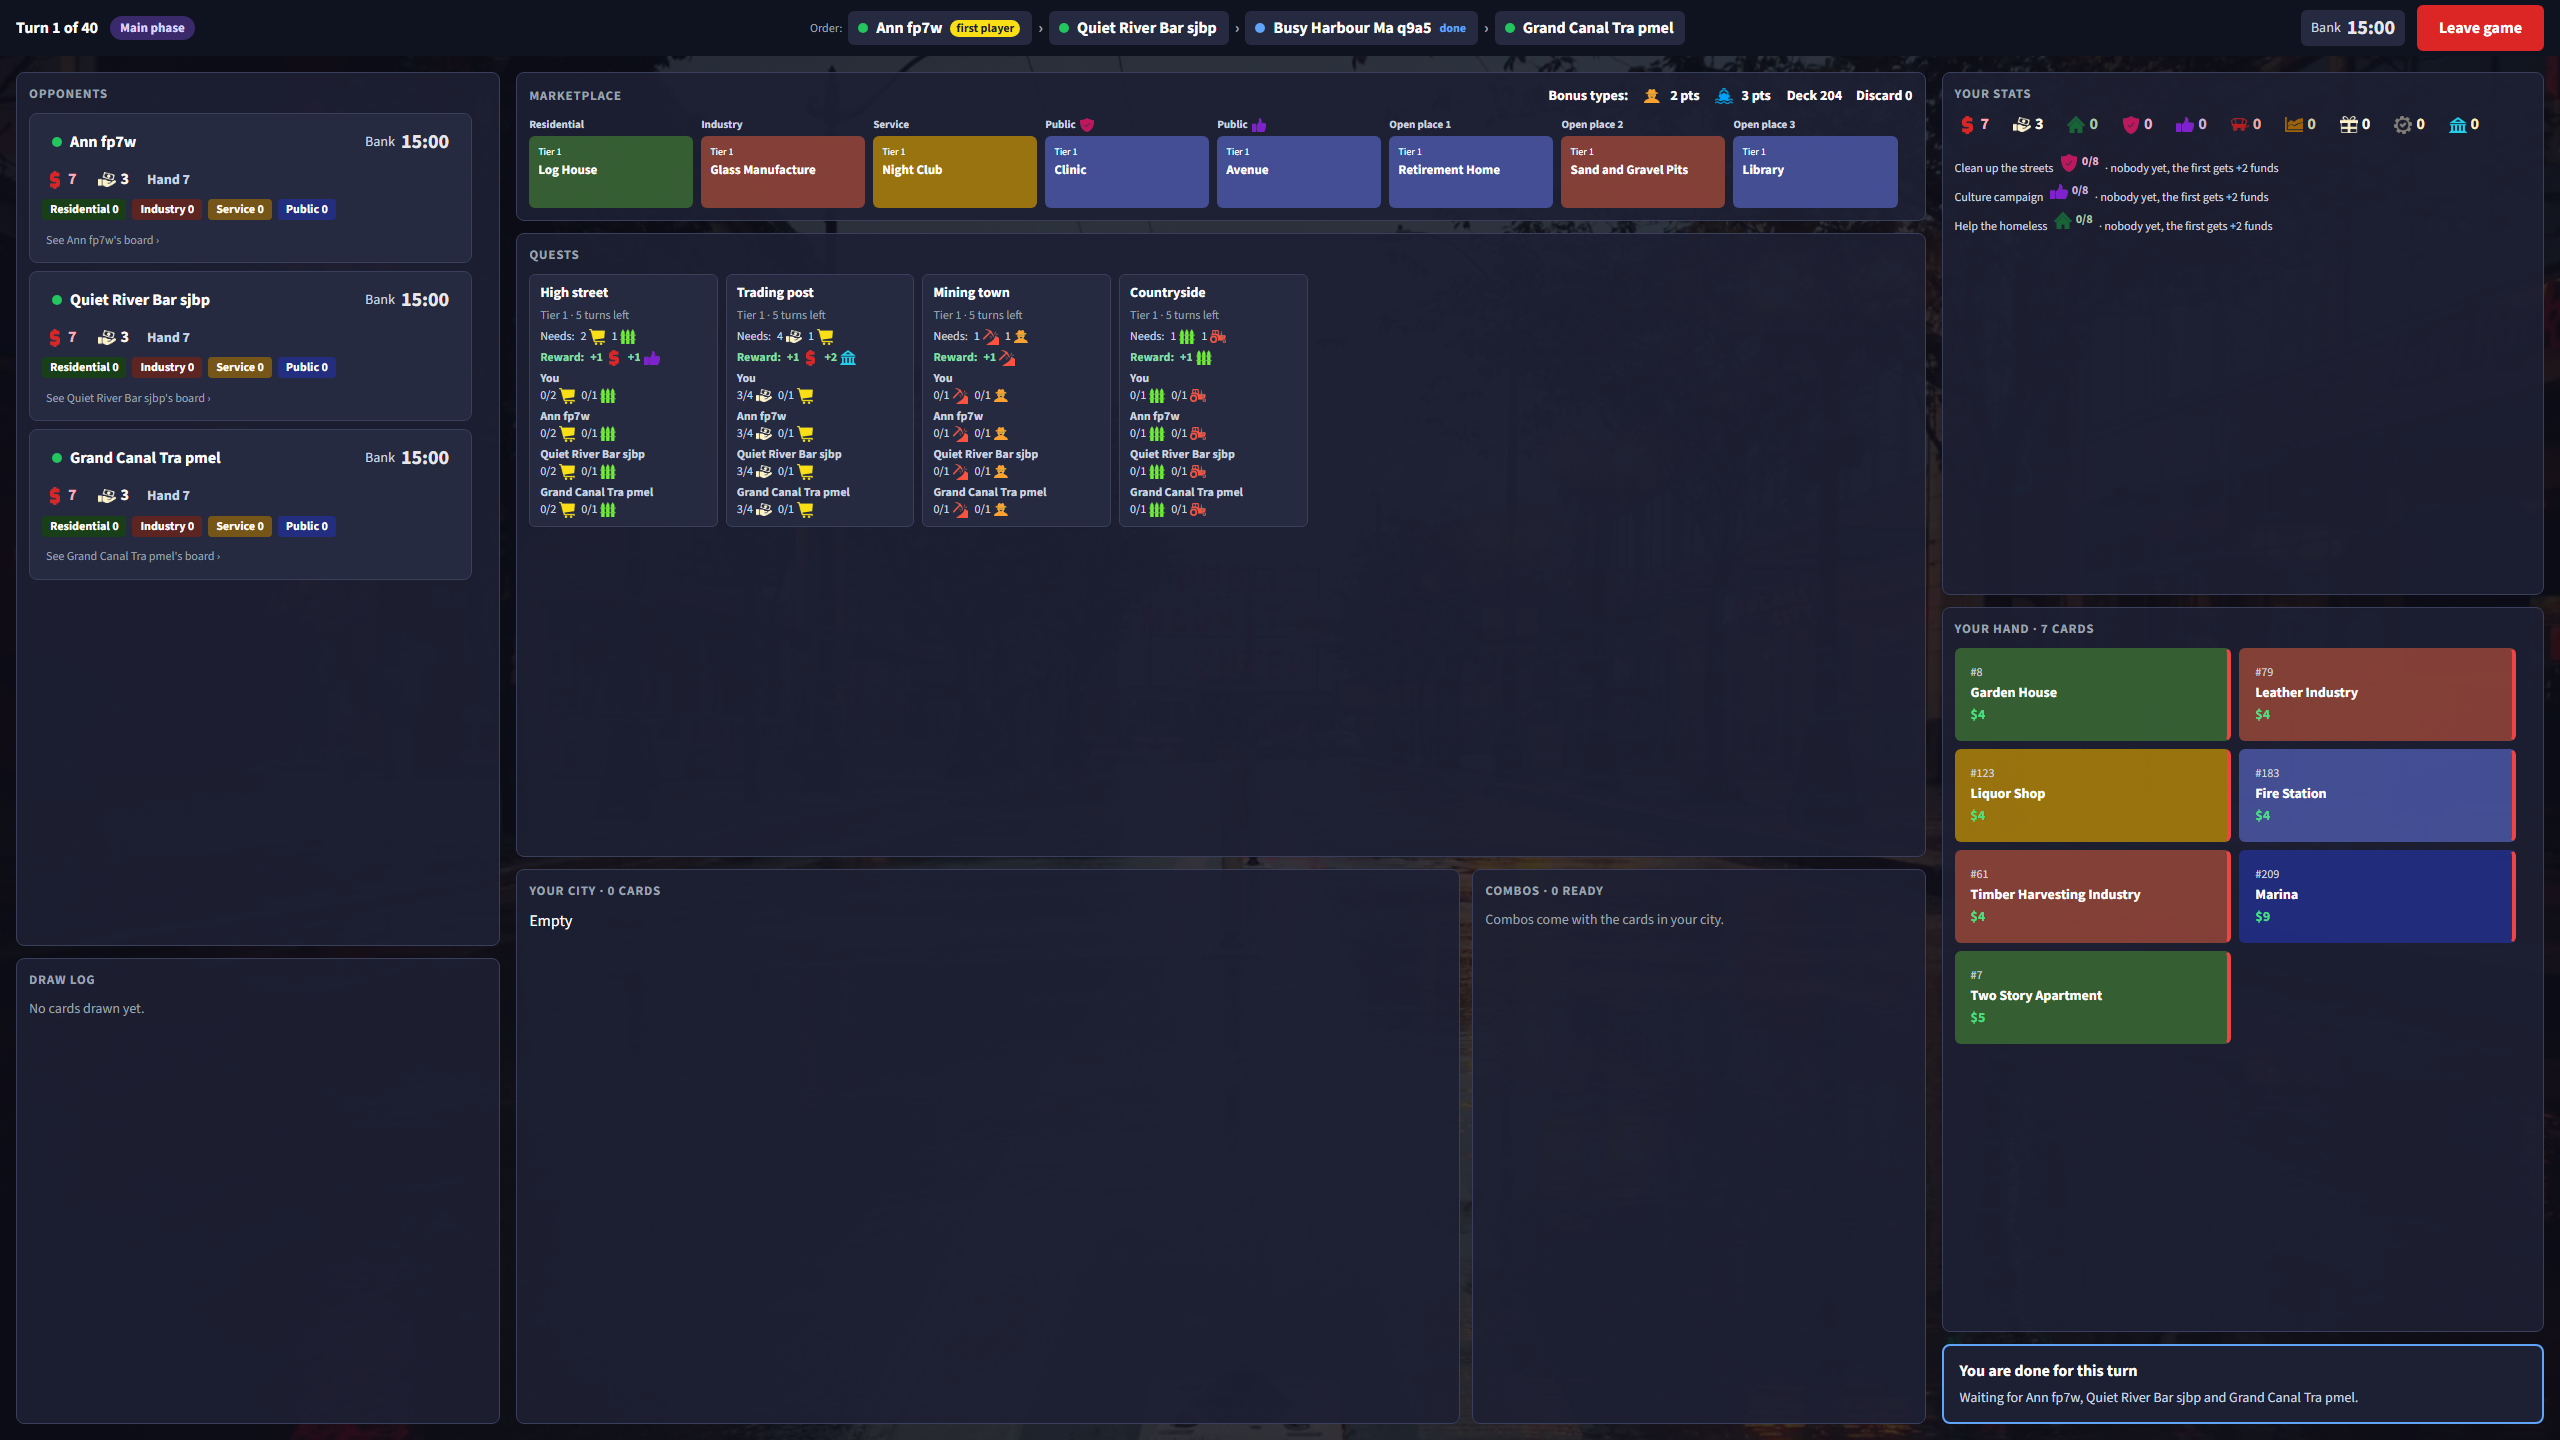 Turn 1 of 40 Main phase
Order: Ann fp7w first player › Quiet River Bar sjbp › Busy Harbour Ma q9a5 done › Grand Canal Tra pmel
Bank 15:00 Leave game
OPPONENTS
Ann fp7w Bank 15:00
7 3 Hand 7
Residential 0 Industry 0 Service 0 Public 0
See Ann fp7w's board ›
Quiet River Bar sjbp Bank 15:00
7 3 Hand 7
Residential 0 Industry 0 Service 0 Public 0
See Quiet River Bar sjbp's board ›
Grand Canal Tra pmel Bank 15:00
7 3 Hand 7
Residential 0 Industry 0 Service 0 Public 0
See Grand Canal Tra pmel's board ›
DRAW LOG
No cards drawn yet.
MARKETPLACE
Bonus types: 2 pts 3 pts Deck 204 Discard 0
Residential Industry Service Public Public Open place 1 Open place 2 Open place 3
Tier 1 Tier 1 Tier 1 Tier 1 Tier 1 Tier 1 Tier 1 Tier 1
Log House Glass Manufacture Night Club Clinic Avenue Retirement Home Sand and Gravel Pits Library
QUESTS
High street
Tier 1 · 5 turns left
Needs: 2 1
Reward: +1 +1
You
0/2 0/1
Ann fp7w
0/2 0/1
Quiet River Bar sjbp
0/2 0/1
Grand Canal Tra pmel
0/2 0/1
Trading post
Tier 1 · 5 turns left
Needs: 4 1
Reward: +1 +2
You
3/4 0/1
Ann fp7w
3/4 0/1
Quiet River Bar sjbp
3/4 0/1
Grand Canal Tra pmel
3/4 0/1
Mining town
Tier 1 · 5 turns left
Needs: 1 1
Reward: +1
You
0/1 0/1
Ann fp7w
0/1 0/1
Quiet River Bar sjbp
0/1 0/1
Grand Canal Tra pmel
0/1 0/1
Countryside
Tier 1 · 5 turns left
Needs: 1 1
Reward: +1
You
0/1 0/1
Ann fp7w
0/1 0/1
Quiet River Bar sjbp
0/1 0/1
Grand Canal Tra pmel
0/1 0/1
YOUR CITY · 0 CARDS
Empty
COMBOS · 0 READY
Combos come with the cards in your city.
YOUR STATS
7 3 0 0 0 0 0 0 0 0
Clean up the streets 0/8 · nobody yet, the first gets +2 funds
Culture campaign 0/8 · nobody yet, the first gets +2 funds
Help the homeless 0/8 · nobody yet, the first gets +2 funds
YOUR HAND · 7 CARDS
#8
Garden House
$4
#79
Leather Industry
$4
#123
Liquor Shop
$4
#183
Fire Station
$4
#61
Timber Harvesting Industry
$4
#209
Marina
$9
#7
Two Story Apartment
$5
You are done for this turn
Waiting for Ann fp7w, Quiet River Bar sjbp and Grand Canal Tra pmel.